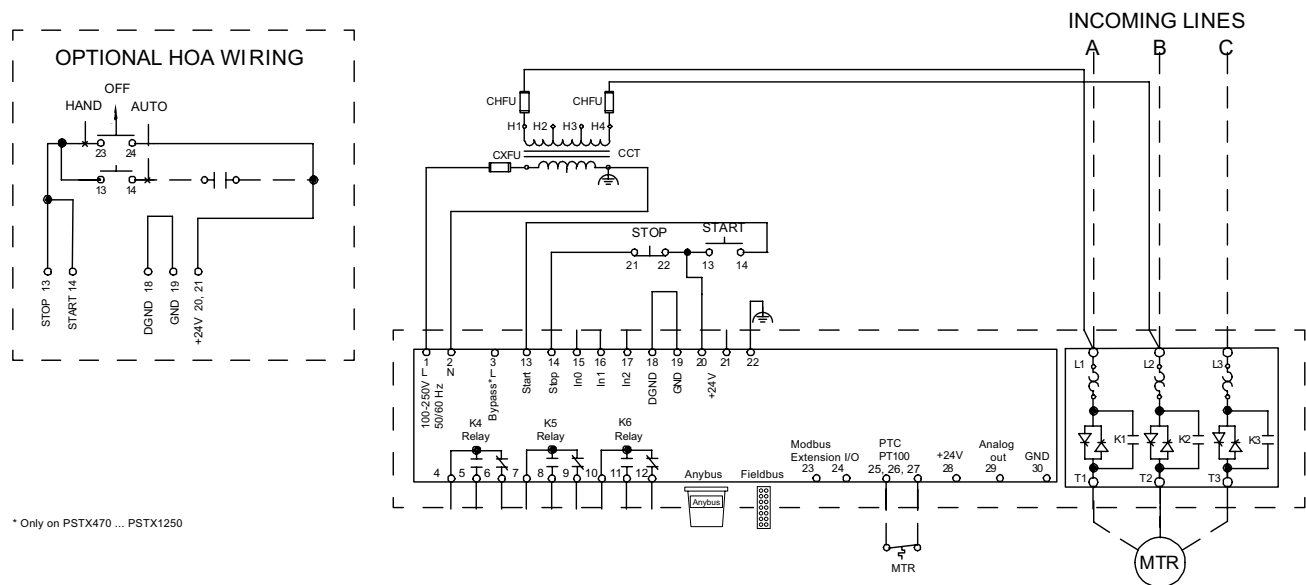 INCOMING LINES
A B C
OPTIONAL HOA WIRING
OFF
HAND AUTO
23 24
13 14
STOP 13
START 14
DGND 18
GND 19
+24V 20, 21
CHFU CHFU
H1 H2 H3 H4
CXFU CCT
STOP START
21 22 13 14
1 2 3 13 14 15 16 17 18 19 20 21 22
L N
100-250V
50/60 Hz
Bypass*L
Start
Stop
In0
In1
In2
DGND
GND
+24V
K4
Relay
K5
Relay
K6
Relay
4 5 6 7 8 9 10 11 12
Anybus
Anybus
Fieldbus
Modbus
Extension I/O
23 24
PTC
PT100
25, 26, 27
+24V
28
Analog
out
29
GND
30
MTR
L1 L2 L3
K1 K2 K3
T1 T2 T3
MTR
* Only on PSTX470 ... PSTX1250